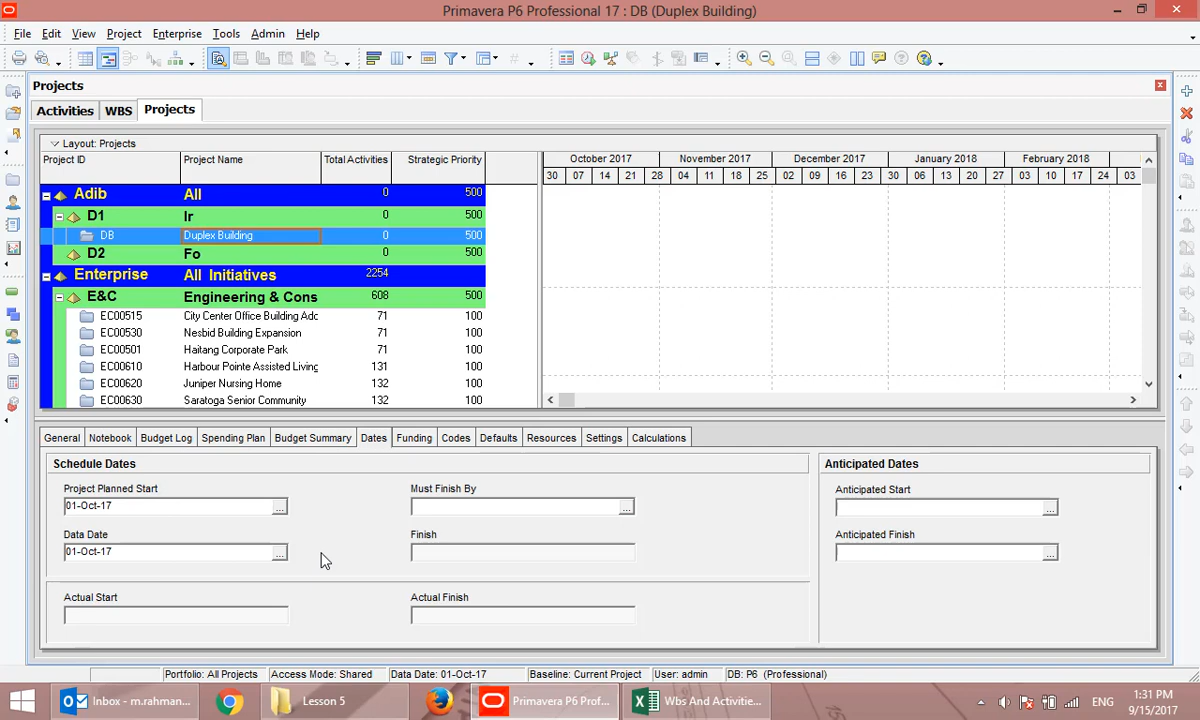 Primavera P6 Professional 17 : DB (Duplex Building)
File Edit View Project Enterprise Tools Admin Help
Projects
Activities WBS Projects
Layout: Projects
Project ID Project Name Total Activities Strategic Priority
October 2017 November 2017 December 2017 January 2018 February 2018
30 07 14 21 28 04 11 18 25 02 09 16 23 30 06 13 20 27 03 10 17 24 03
Adib All 0 500
D1 Ir 0 500
DB Duplex Building 0 500
D2 Fo 0 500
Enterprise All Initiatives 2254
E&C Engineering & Cons 608 500
EC00515 City Center Office Building Adc 71 100
EC00530 Nesbid Building Expansion 71 100
EC00501 Haitang Corporate Park 71 100
EC00610 Harbour Pointe Assisted Living 131 100
EC00620 Juniper Nursing Home 132 100
EC00630 Saratoga Senior Community 132 100
General Notebook Budget Log Spending Plan Budget Summary Dates Funding Codes Defaults Resources Settings Calculations
Schedule Dates
Anticipated Dates
Project Planned Start Must Finish By Anticipated Start
01-Oct-17
Data Date Finish Anticipated Finish
01-Oct-17
Actual Start Actual Finish
Portfolio: All Projects Access Mode: Shared Data Date: 01-Oct-17 Baseline: Current Project User: admin DB: P6 (Professional)
Inbox - m.rahman... Lesson 5 Primavera P6 Prof... Wbs And Activitie...
ENG
1:31 PM
9/15/2017